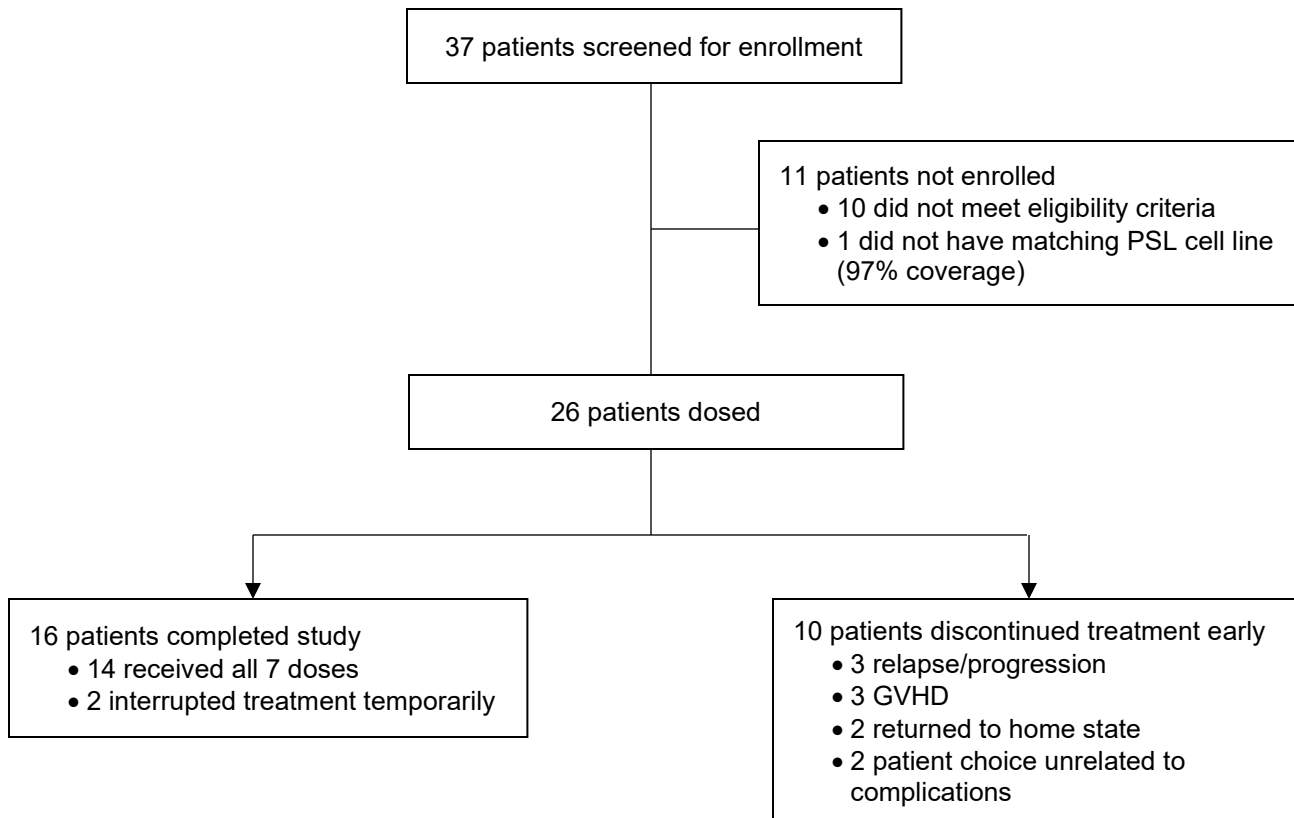 37 patients screened for enrollment
11 patients not enrolled
• 10 did not meet eligibility criteria
• 1 did not have matching PSL cell line
(97% coverage)
26 patients dosed
16 patients completed study
• 14 received all 7 doses
• 2 interrupted treatment temporarily
10 patients discontinued treatment early
• 3 relapse/progression
• 3 GVHD
• 2 returned to home state
• 2 patient choice unrelated to
complications